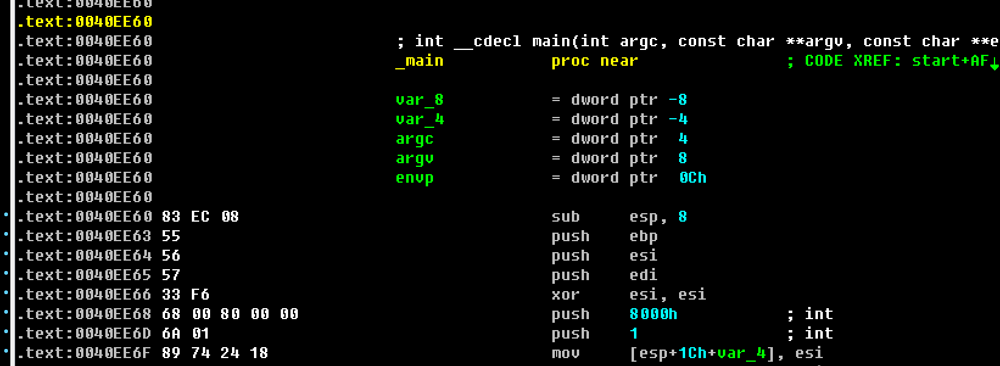 .text:0040EE60
.text:0040EE60
.text:0040EE60 ; int __cdecl main(int argc, const char **argv, const char **e
.text:0040EE60 _main proc near ; CODE XREF: start+AF↓
.text:0040EE60
.text:0040EE60 var_8 = dword ptr -8
.text:0040EE60 var_4 = dword ptr -4
.text:0040EE60 argc = dword ptr 4
.text:0040EE60 argv = dword ptr 8
.text:0040EE60 envp = dword ptr 0Ch
.text:0040EE60
.text:0040EE60 83 EC 08 sub esp, 8
.text:0040EE63 55 push ebp
.text:0040EE64 56 push esi
.text:0040EE65 57 push edi
.text:0040EE66 33 F6 xor esi, esi
.text:0040EE68 68 00 80 00 00 push 8000h ; int
.text:0040EE6D 6A 01 push 1 ; int
.text:0040EE6F 89 74 24 18 mov [esp+1Ch+var_4], esi